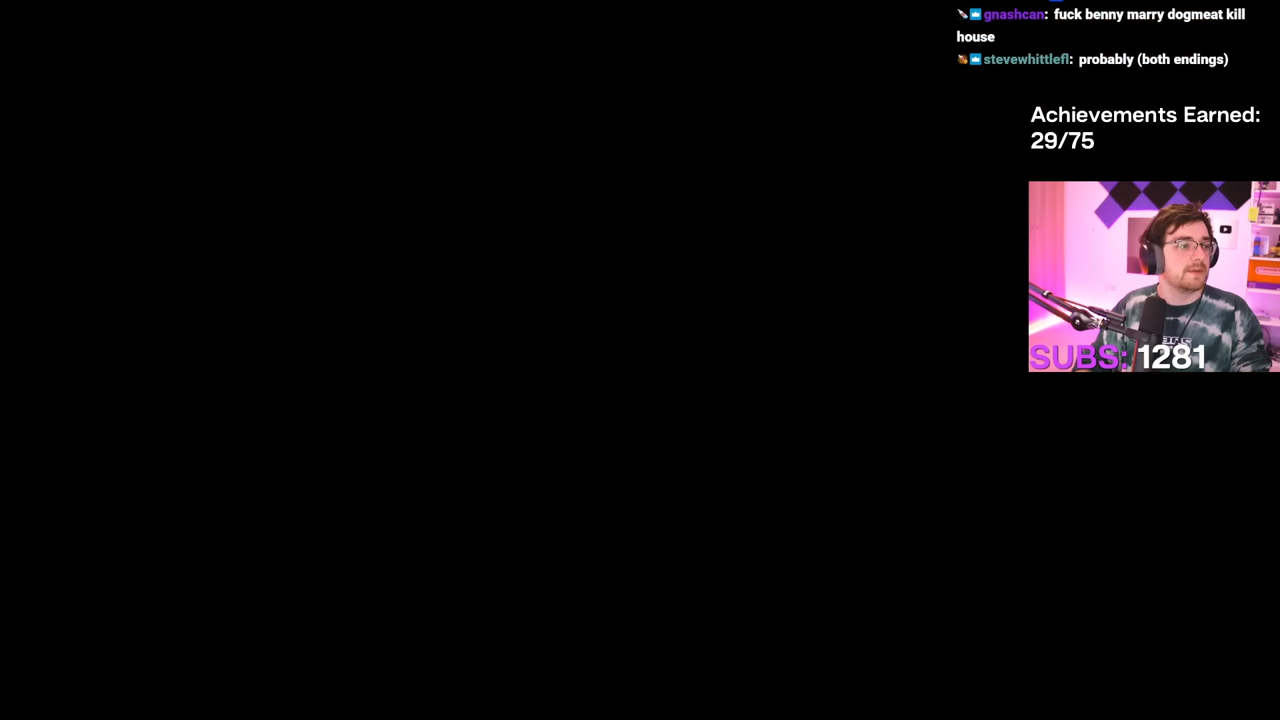 gnashcan: fuck benny marry dogmeat kill
house
stevewhittlefl: probably (both endings)
Achievements Earned:
29/75
SUBS: 1281